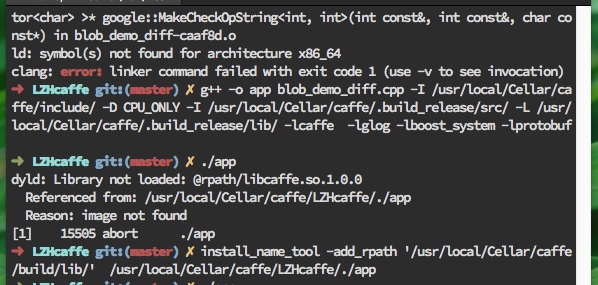 tor<char> >* google::MakeCheckOpString<int, int>(int const&, int const&, char co
nst*) in blob_demo_diff-caaf8d.o
ld: symbol(s) not found for architecture x86_64
clang: error: linker command failed with exit code 1 (use -v to see invocation)
➜ LZHcaffe git:(master) ✗ g++ -o app blob_demo_diff.cpp -I /usr/local/Cellar/ca
ffe/include/ -D CPU_ONLY -I /usr/local/Cellar/caffe/.build_release/src/ -L /usr/
local/Cellar/caffe/.build_release/lib/ -lcaffe -lglog -lboost_system -lprotobuf
➜ LZHcaffe git:(master) ✗ ./app
dyld: Library not loaded: @rpath/libcaffe.so.1.0.0
Referenced from: /usr/local/Cellar/caffe/LZHcaffe/./app
Reason: image not found
[1] 15505 abort ./app
➜ LZHcaffe git:(master) ✗ install_name_tool -add_rpath '/usr/local/Cellar/caffe
/build/lib/' /usr/local/Cellar/caffe/LZHcaffe/./app